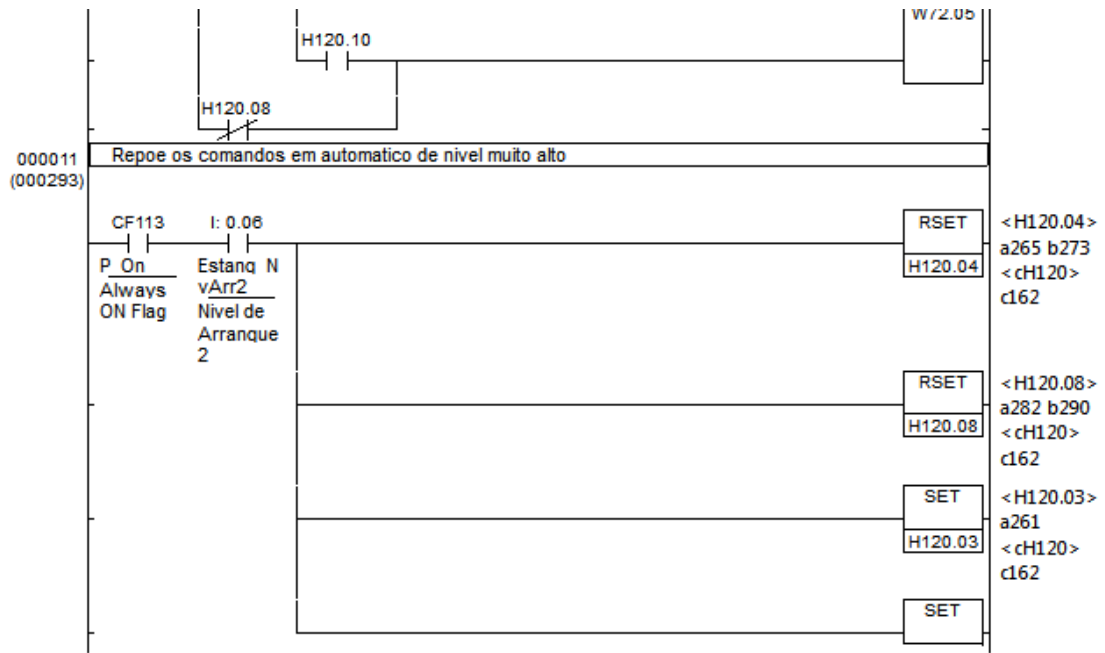 W72.05
H120.10
H120.08
000011
(000293)
Repoe os comandos em automatico de nivel muito alto
CF113
I: 0.06
RSET
<H120.04>
a265 b273
P_On
Estanq_N
vArr2
H120.04
<cH120>
Always
ON Flag
Nivel de
Arranque
2
c162
RSET
<H120.08>
a282 b290
H120.08
<cH120>
c162
SET
<H120.03>
a261
H120.03
<cH120>
c162
SET